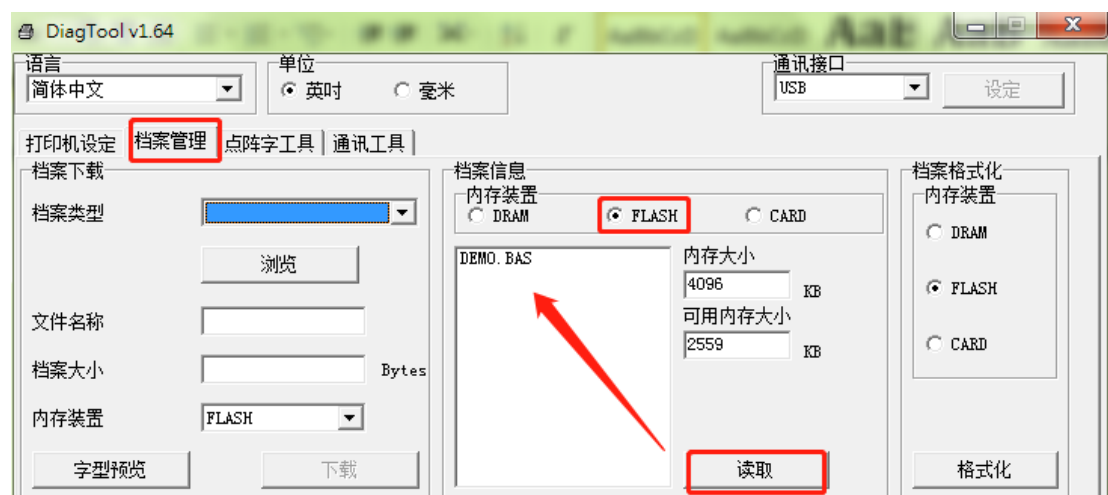 DiagTool v1.64
语言
简体中文
单位
英吋
毫米
通讯接口
USB
设定
打印机设定
档案管理
点阵字工具
通讯工具
档案下载
档案类型
浏览
文件名称
档案大小
Bytes
内存装置
FLASH
字型预览
下载
档案信息
内存装置
DRAM
FLASH
CARD
DEMO.BAS
内存大小
4096
KB
可用内存大小
2559
KB
读取
档案格式化
内存装置
DRAM
FLASH
CARD
格式化